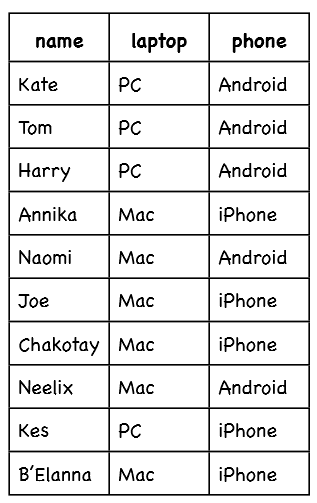 name laptop phone
Kate PC Android
Tom PC Android
Harry PC Android
Annika Mac iPhone
Naomi Mac Android
Joe Mac iPhone
Chakotay Mac iPhone
Neelix Mac Android
Kes PC iPhone
B'Elanna Mac iPhone